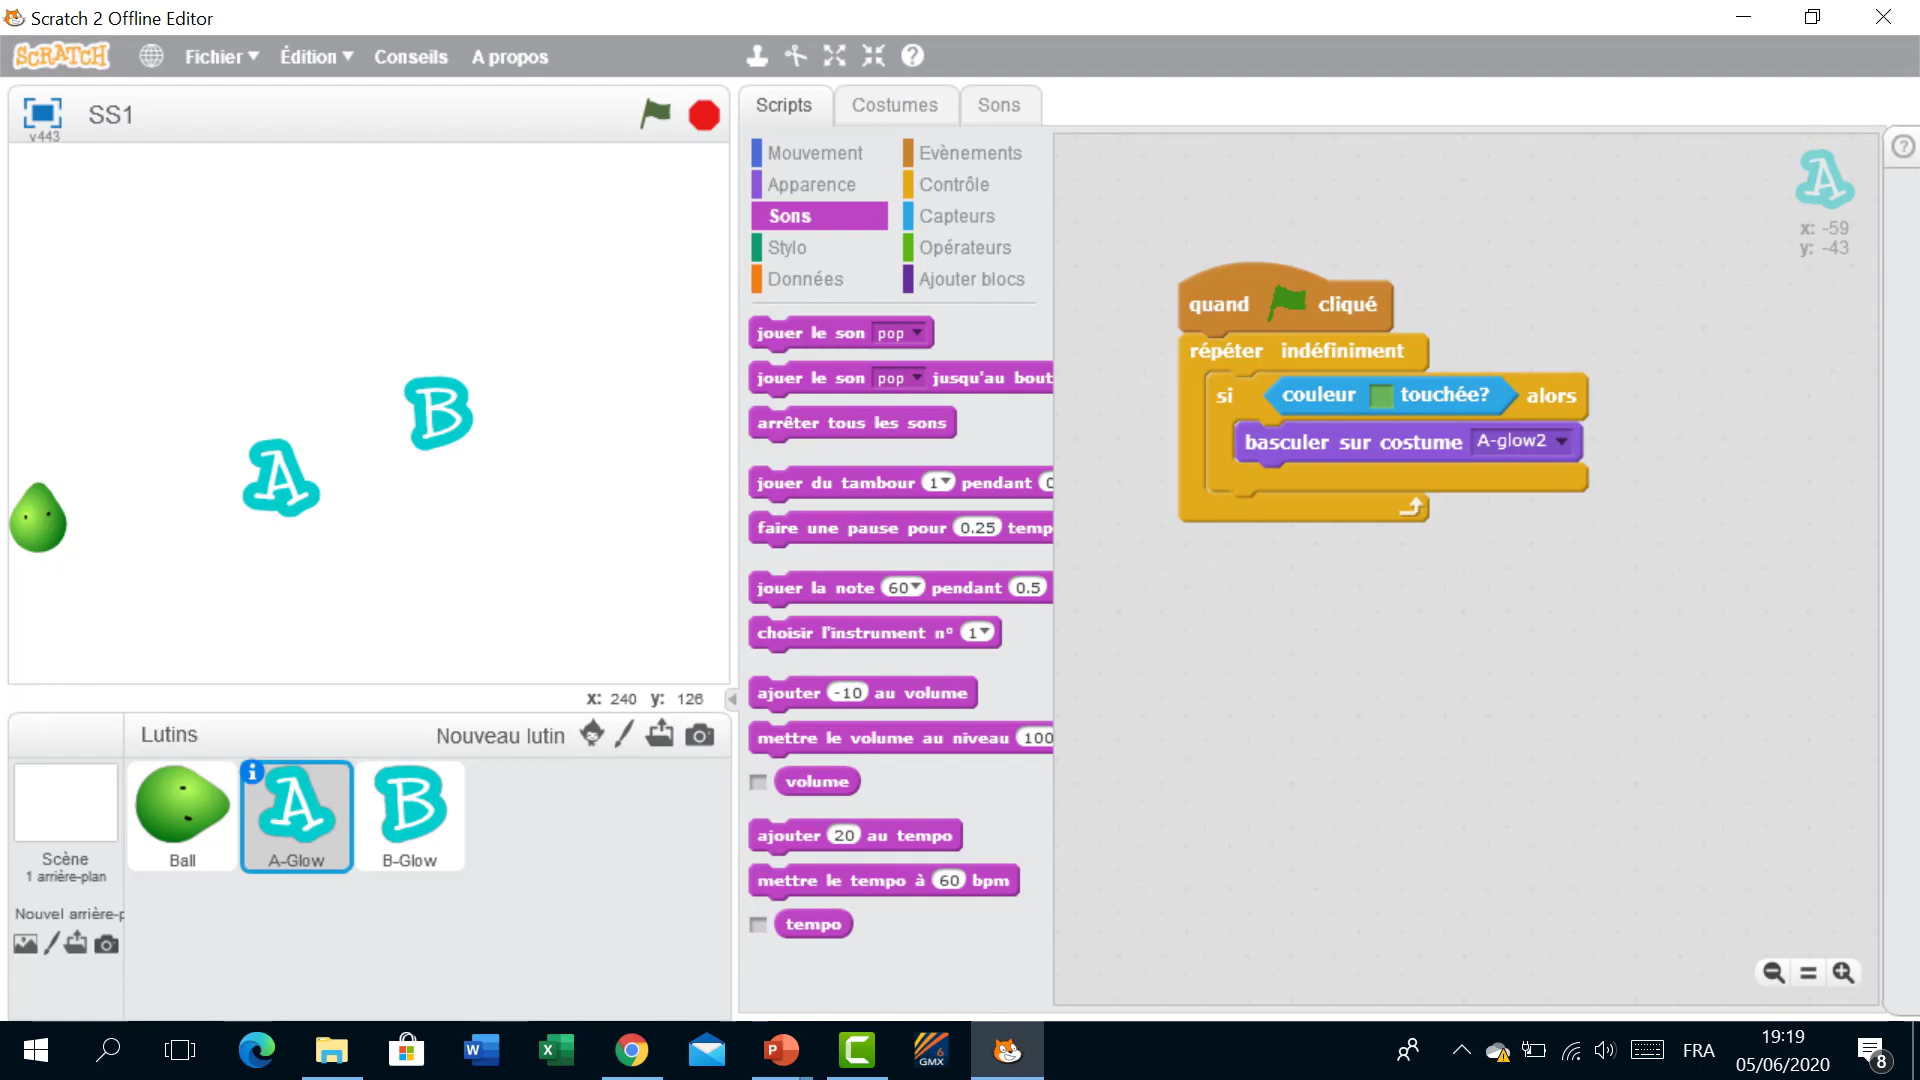 Scratch 2 Offline Editor
SCRATCH Fichier Édition Conseils A propos
v443
SS1
B
A
x: 240 y: 126
Lutins
Nouveau lutin
Scène
1 arrière-plan
Nouvel arrière-p
Ball
A
A-Glow
B
B-Glow
Scripts Costumes Sons
Mouvement Evènements
Apparence Contrôle
Sons Capteurs
Stylo Opérateurs
Données Ajouter blocs
jouer le son pop
jouer le son pop jusqu'au bout
arrêter tous les sons
jouer du tambour 1 pendant 0
faire une pause pour 0.25 temp
jouer la note 60 pendant 0.5
choisir l'instrument n° 1
ajouter -10 au volume
mettre le volume au niveau 100
volume
ajouter 20 au tempo
mettre le tempo à 60 bpm
tempo
quand cliqué
répéter indéfiniment
si couleur touchée? alors
basculer sur costume A-glow2
A
x: -59
y: -43
GMX
6
FRA
19:19
05/06/2020
8